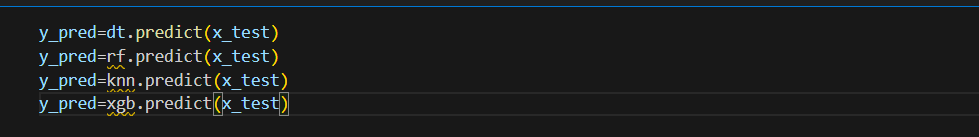 y_pred=dt.predict(x_test)
y_pred=rf.predict(x_test)
y_pred=knn.predict(x_test)
y_pred=xgb.predict(x_test)